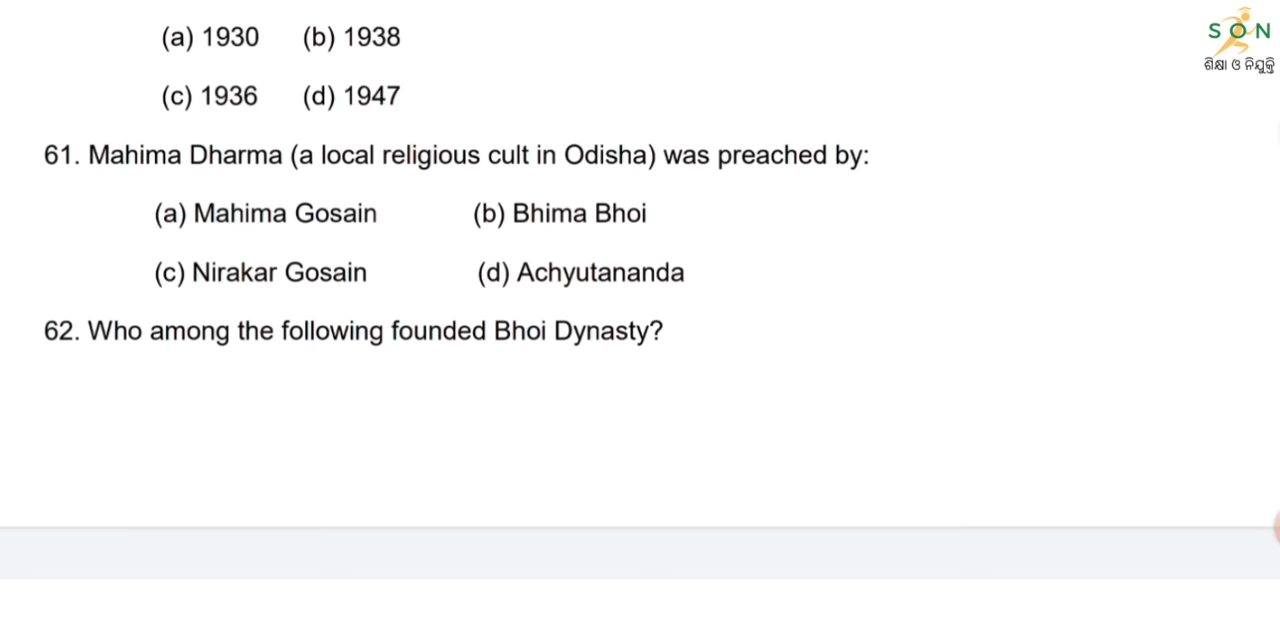 (a) 1930 (b) 1938
SON
ଶିକ୍ଷା ଓ ନିଯୁକ୍ତି
(c) 1936 (d) 1947
61. Mahima Dharma (a local religious cult in Odisha) was preached by:
(a) Mahima Gosain (b) Bhima Bhoi
(c) Nirakar Gosain (d) Achyutananda
62. Who among the following founded Bhoi Dynasty?